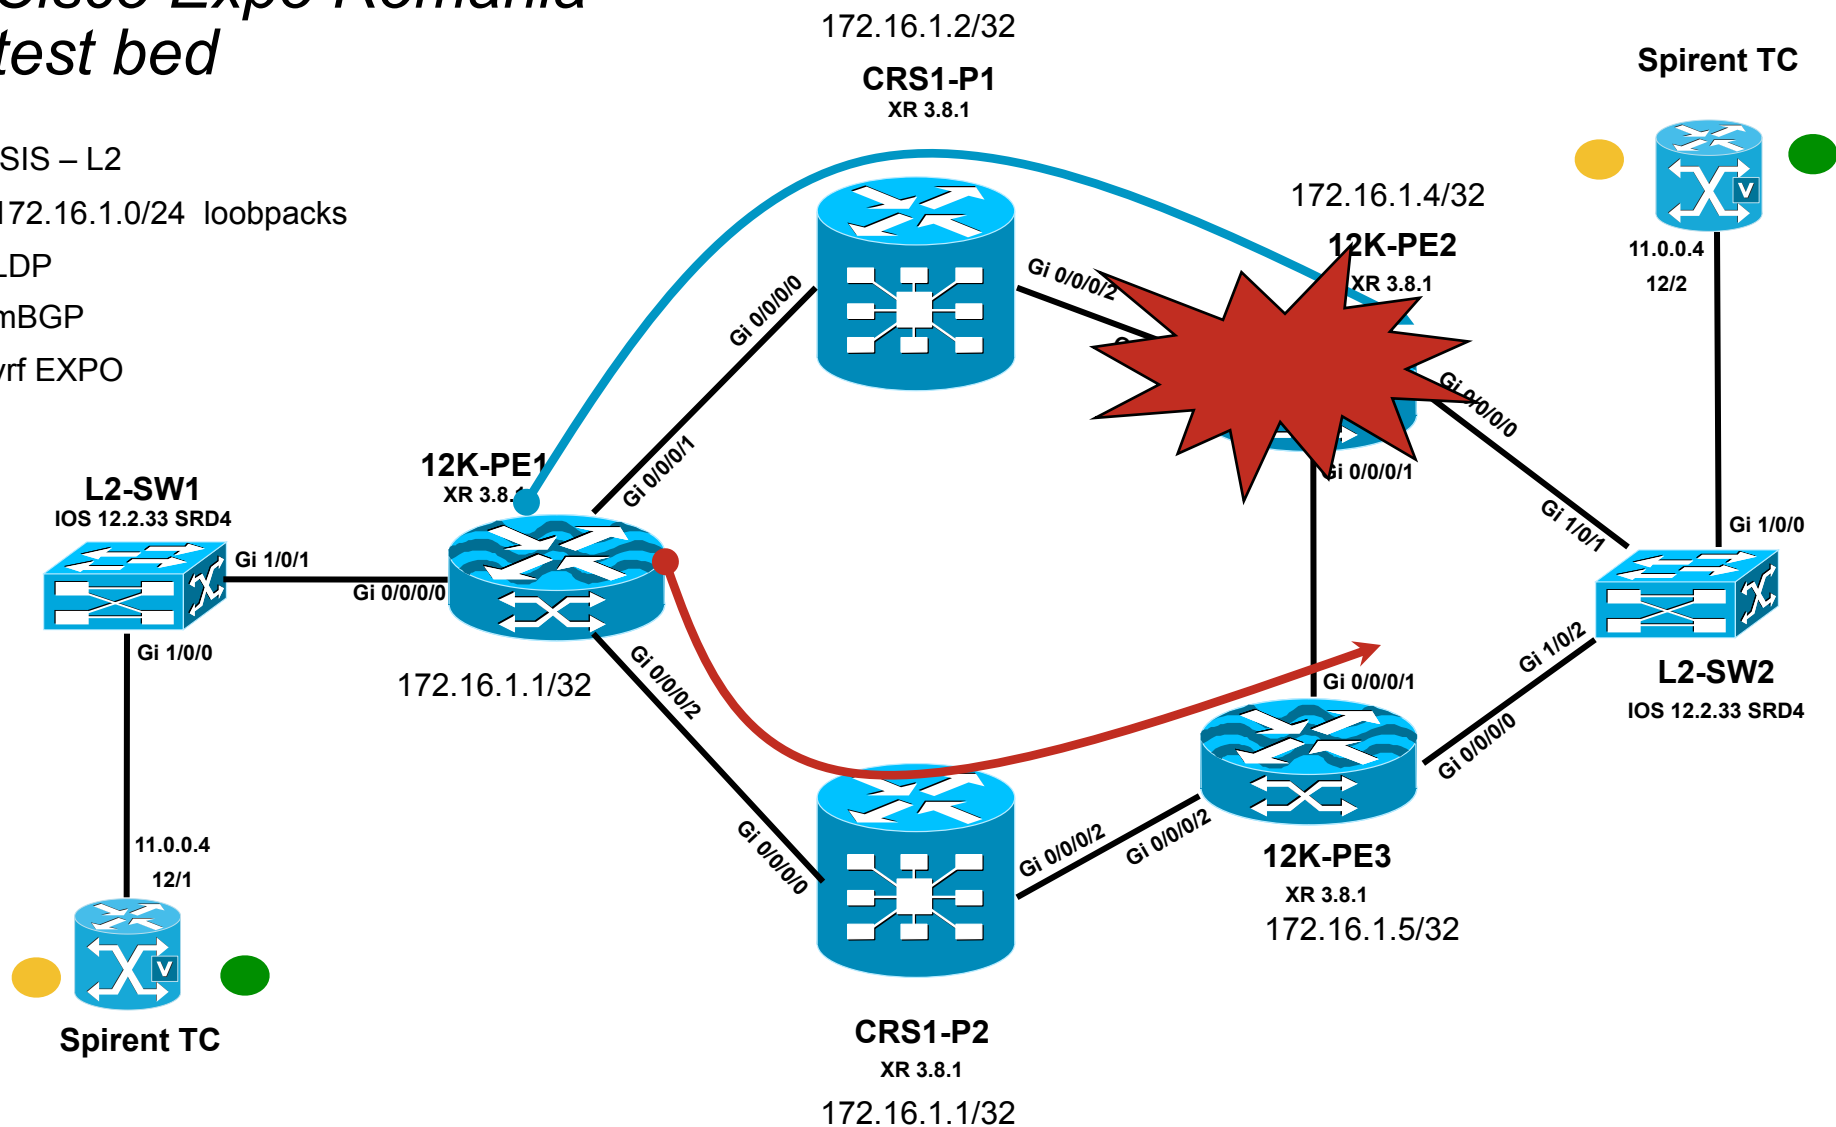 Cisco Expo Romania
test bed
172.16.1.2/32
CRS1-P1
XR 3.8.1
Spirent TC
SIS – L2
172.16.1.0/24 loobpacks
LDP
mBGP
vrf EXPO
172.16.1.4/32
12K-PE2
XR 3.8.1
11.0.0.4
12/2
Gi 0/0/0/0
Gi 0/0/0/2
Gi 0/0/0/0
Gi 0/0/0/1
Gi 0/0/0/1
12K-PE1
XR 3.8.
L2-SW1
IOS 12.2.33 SRD4
Gi 1/0/1
Gi 0/0/0/0
Gi 1/0/0
Gi 1/0/1
Gi 1/0/0
172.16.1.1/32
Gi 0/0/0/2
Gi 0/0/0/1
Gi 1/0/2
L2-SW2
IOS 12.2.33 SRD4
Gi 0/0/0/0
Gi 0/0/0/0
Gi 0/0/0/2
Gi 0/0/0/2
12K-PE3
XR 3.8.1
172.16.1.5/32
11.0.0.4
12/1
V
V
Spirent TC
CRS1-P2
XR 3.8.1
172.16.1.1/32